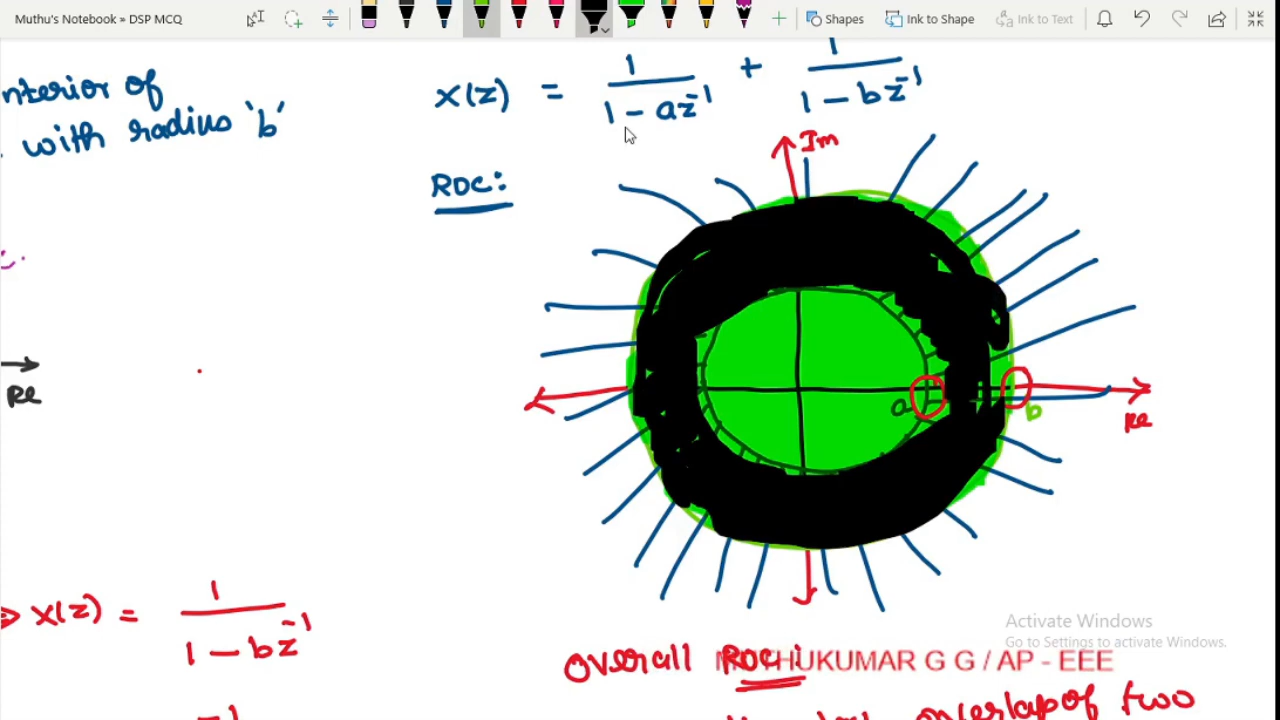 Muthu's Notebook » DSP MCQ
Shapes
Ink to Shape
Ink to Text
nterior of
with radius 'b'
X(z) = 1 / 1 - az⁻¹ + 1 / 1 - bz⁻¹
ROC:
Im
a
b
Re
Re
X(z) = 1 / 1 - bz⁻¹
Activate Windows
Go to Settings to activate Windows.
Overall ROC:
MUTHUKUMAR G G / AP - EEE
overlap of two